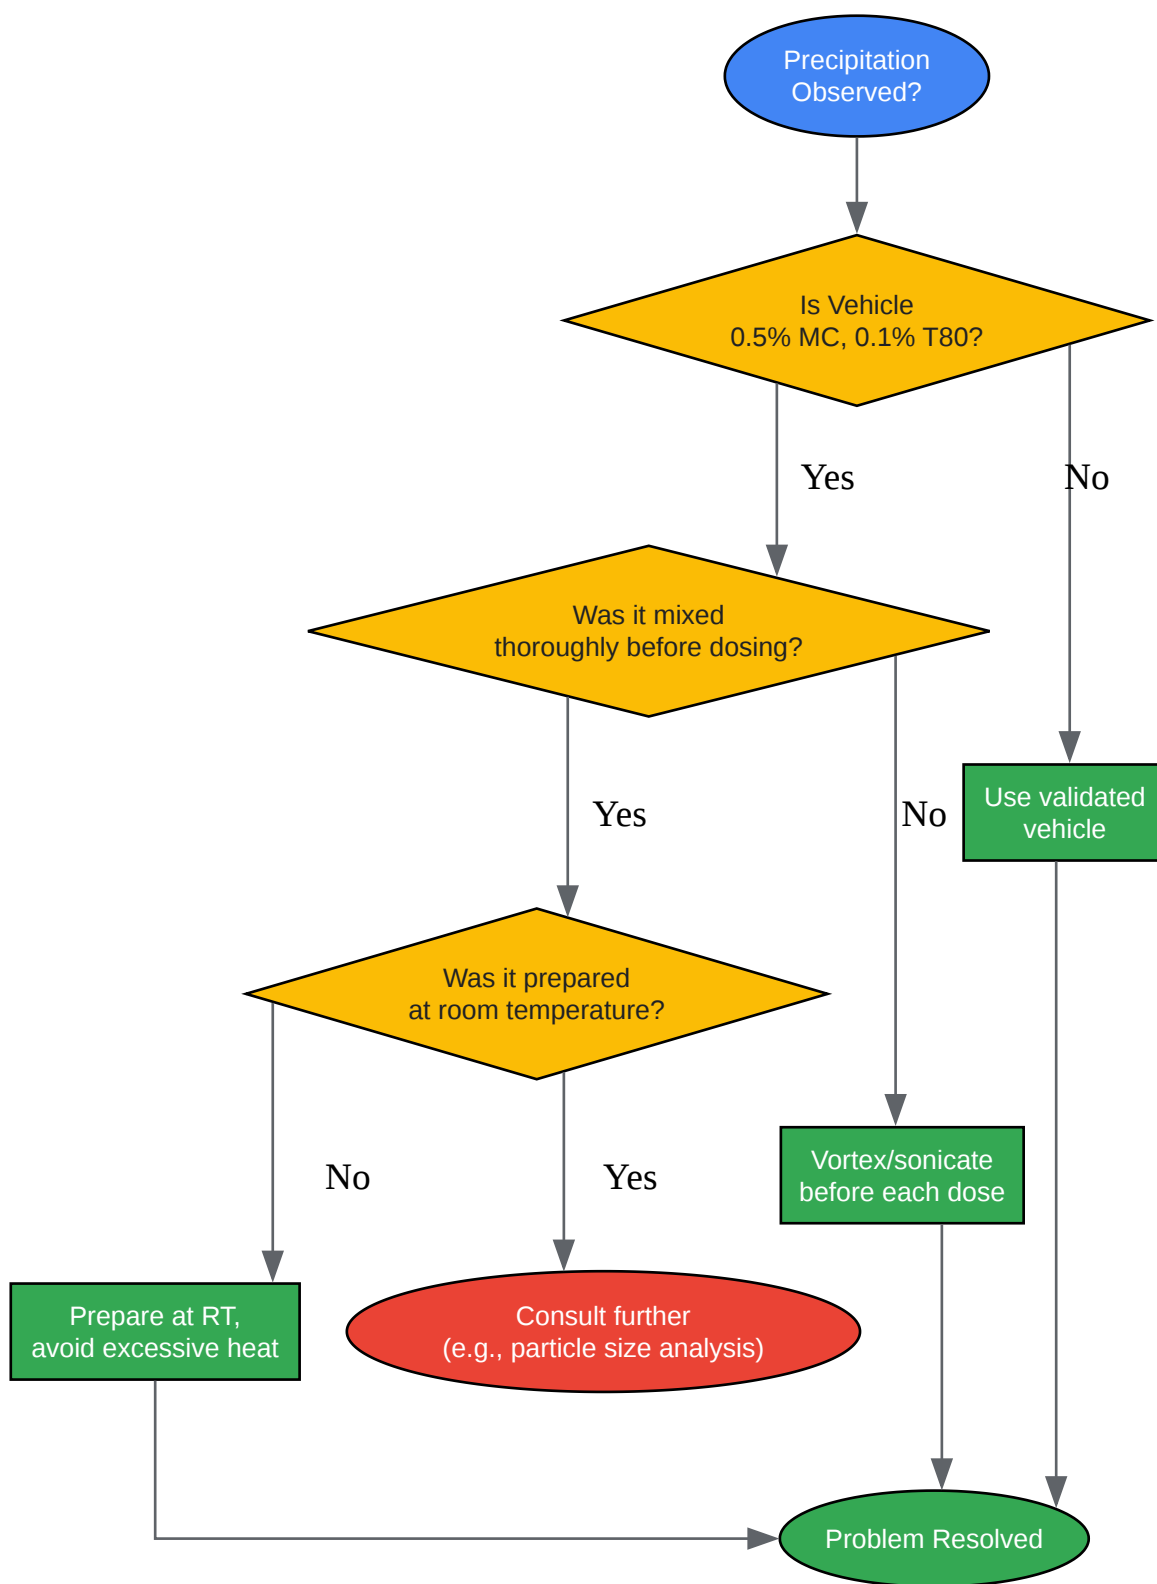 Precipitation
Observed?
Is Vehicle
0.5% MC, 0.1% T80?
Yes
No
Was it mixed
thoroughly before dosing?
Use validated
vehicle
Yes
No
Was it prepared
at room temperature?
Vortex/sonicate
before each dose
No
Yes
Prepare at RT,
avoid excessive heat
Consult further
(e.g., particle size analysis)
Problem Resolved